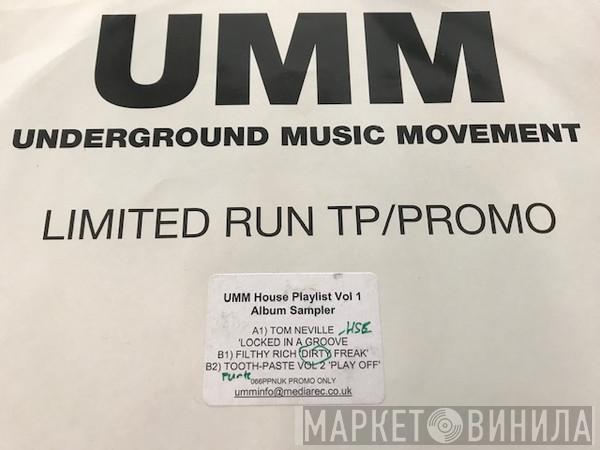 UMM
UNDERGROUND MUSIC MOVEMENT
LIMITED RUN TP/PROMO
UMM House Playlist Vol 1
Album Sampler
A1) TOM NEVILLE -HSE
'LOCKED IN A GROOVE
B1) FILTHY RICH 'DIRTY FREAK'
B2) TOOTH-PASTE VOL 2 'PLAY OFF'
Funk
066PPNUK PROMO ONLY
umminfo@mediarec.co.uk
МАРКЕТ ВИНИЛА